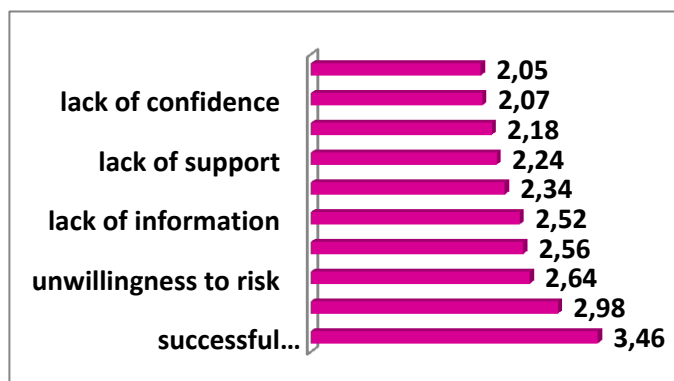 2,05
lack of confidence 2,07
2,18
lack of support 2,24
2,34
lack of information 2,52
2,56
unwillingness to risk 2,64
2,98
successful... 3,46